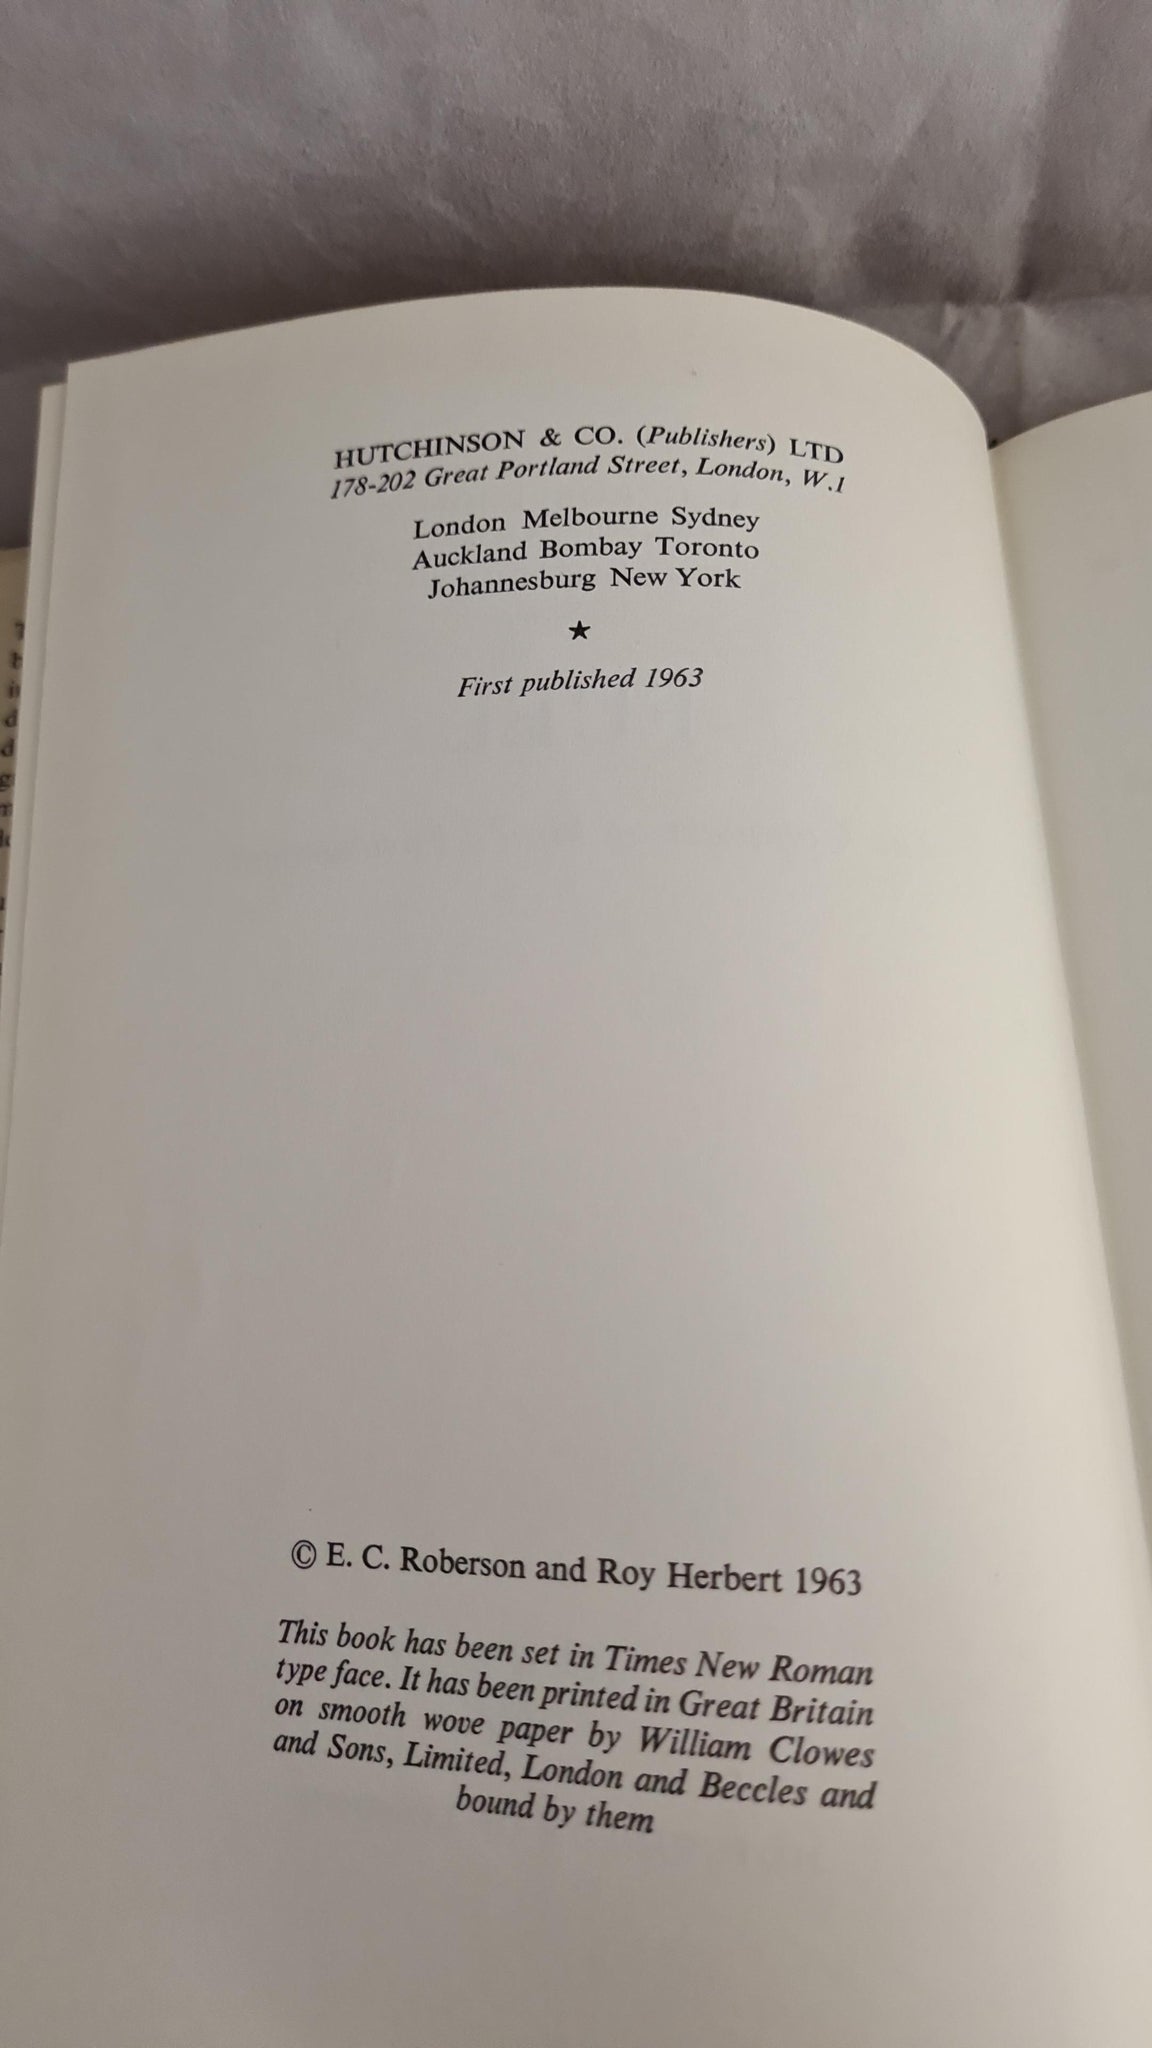 HUTCHINSON & CO. (Publishers) LTD
178-202 Great Portland Street, London, W.1
London Melbourne Sydney
Auckland Bombay Toronto
Johannesburg New York
★
First published 1963
© E. C. Roberson and Roy Herbert 1963
This book has been set in Times New Roman
type face. It has been printed in Great Britain
on smooth wove paper by William Clowes
and Sons, Limited, London and Beccles and
bound by them